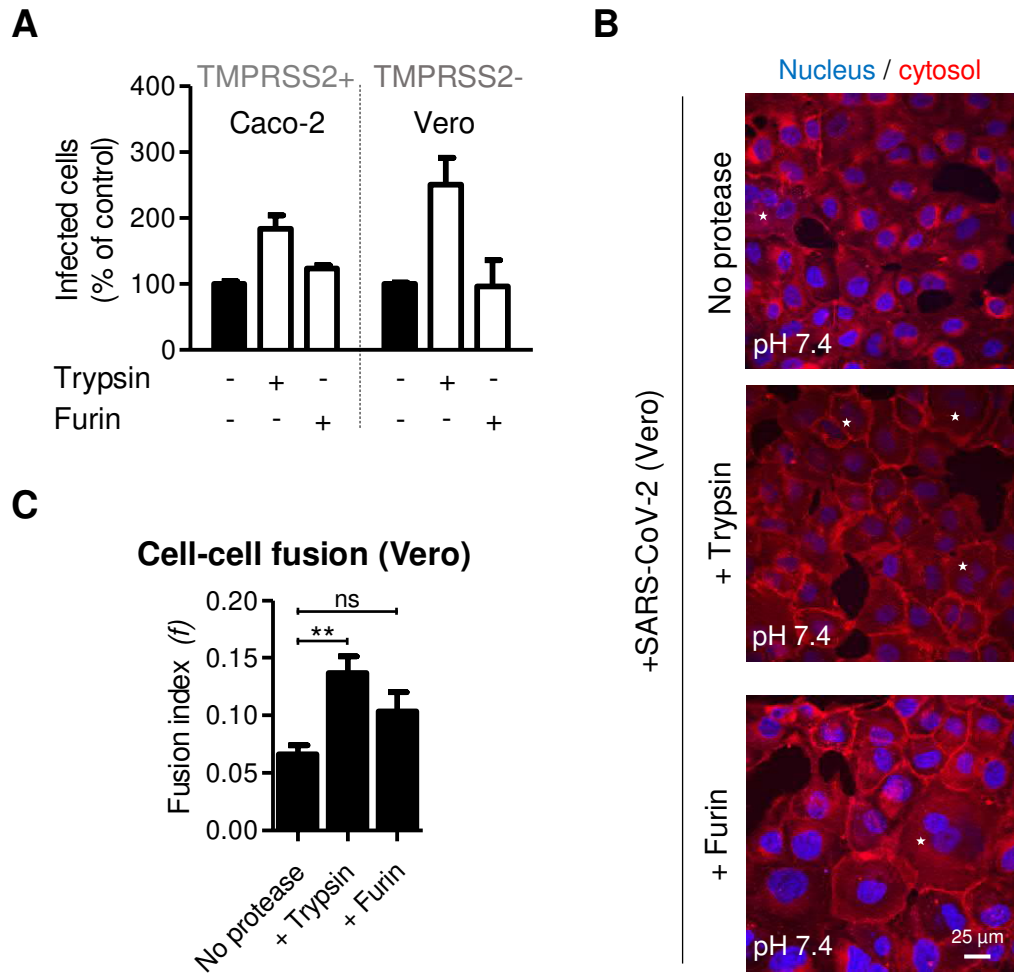 A
TMPRSS2+ TMPRSS2-
Caco-2 Vero
Infected cells
(% of control)
400
300
200
100
0
Trypsin - + - - + -
Furin - - + - - +
B
Nucleus / cytosol
+SARS-CoV-2 (Vero)
No protease
pH 7.4
+ Trypsin
pH 7.4
+ Furin
pH 7.4
25 µm
C
Cell-cell fusion (Vero)
Fusion index (f)
0.20
0.15
0.10
0.05
0.00
ns
**
No protease
+ Trypsin
+ Furin